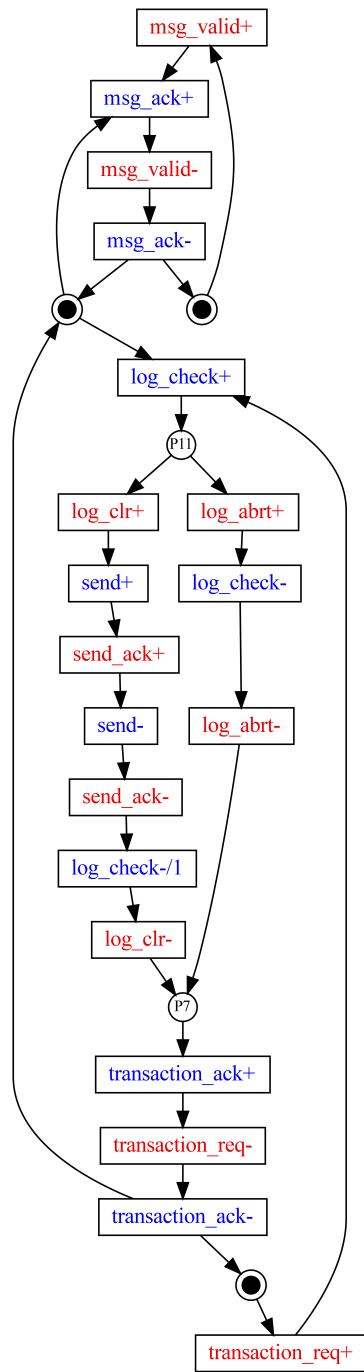 msg_valid+
msg_ack+
msg_valid-
msg_ack-
log_check+
P11
log_clr+
log_abrt+
send+
log_check-
send_ack+
send-
log_abrt-
send_ack-
log_check-/1
log_clr-
P7
transaction_ack+
transaction_req-
transaction_ack-
transaction_req+